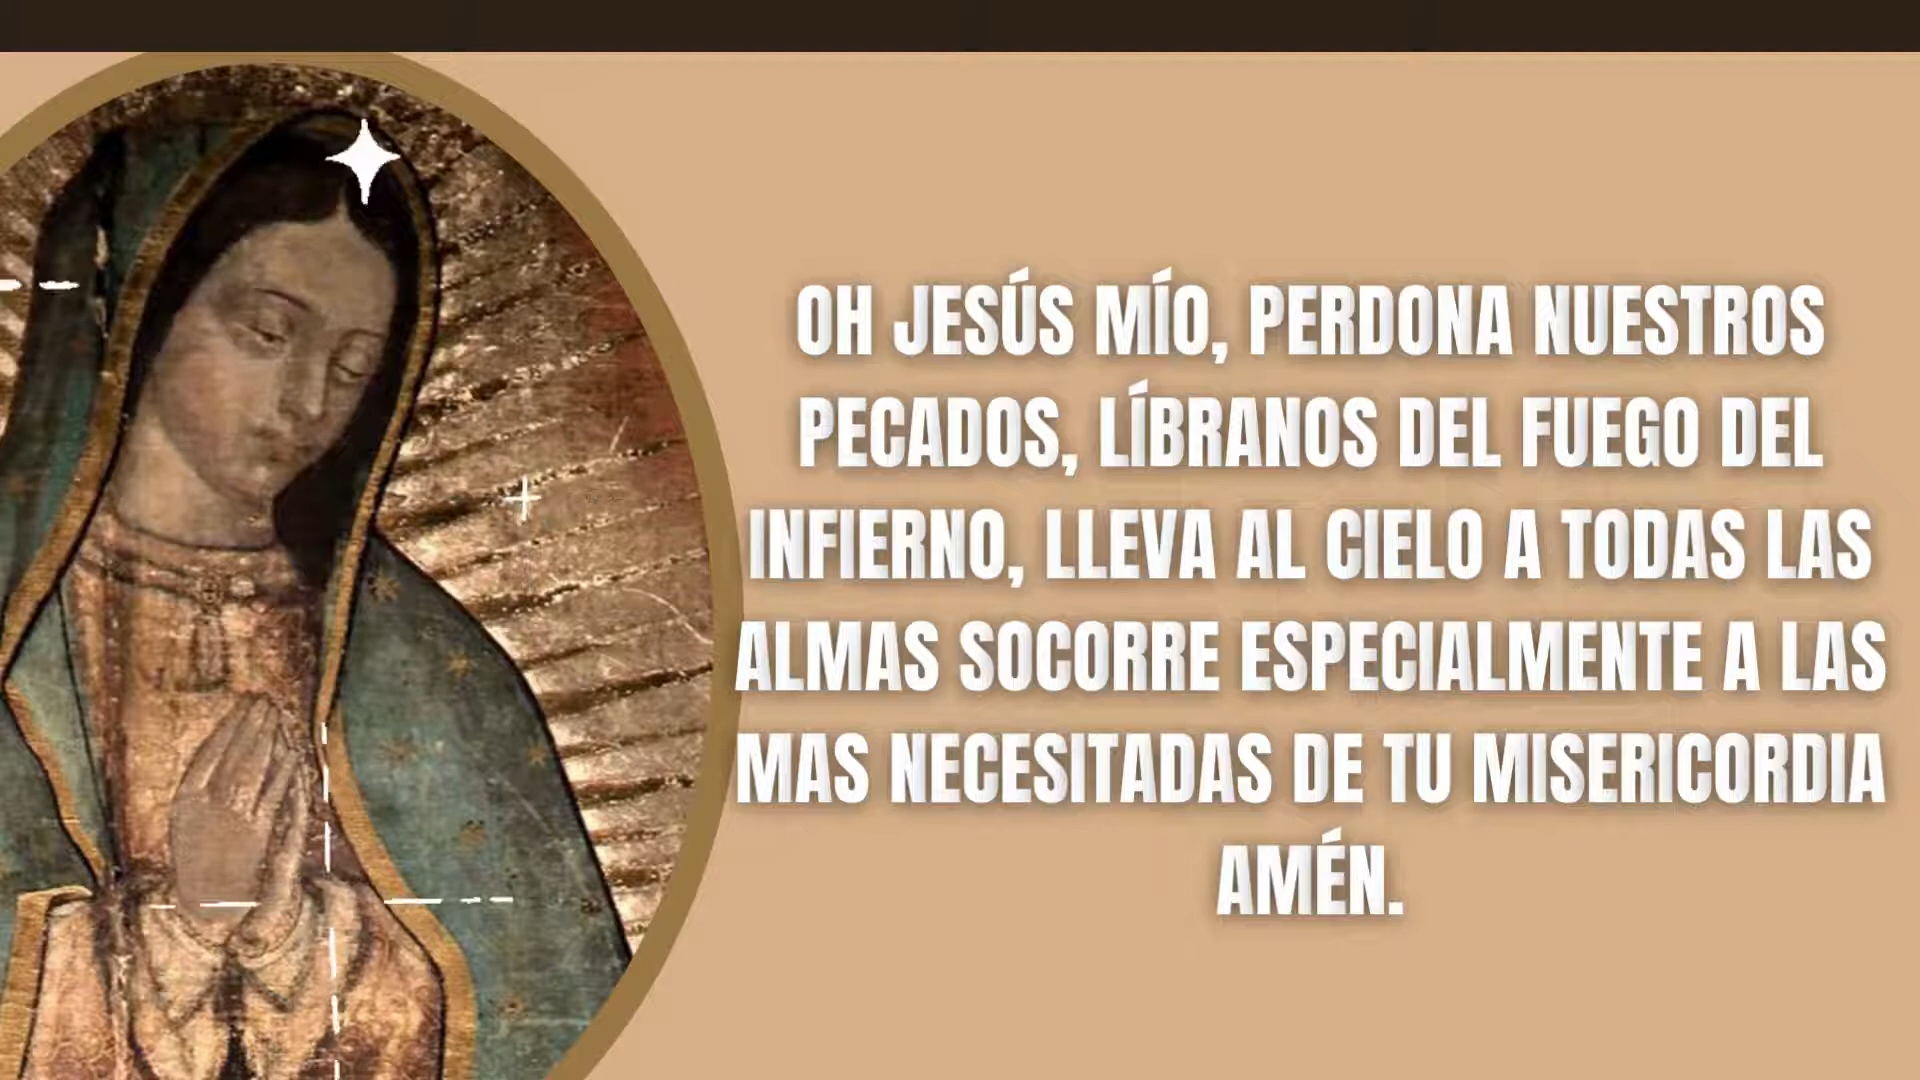 OH JESÚS MÍO, PERDONA NUESTROS
PECADOS, LÍBRANOS DEL FUEGO DEL
INFIERNO, LLEVA AL CIELO A TODAS LAS
ALMAS SOCORRE ESPECIALMENTE A LAS
MAS NECESITADAS DE TU MISERICORDIA
AMÉN.